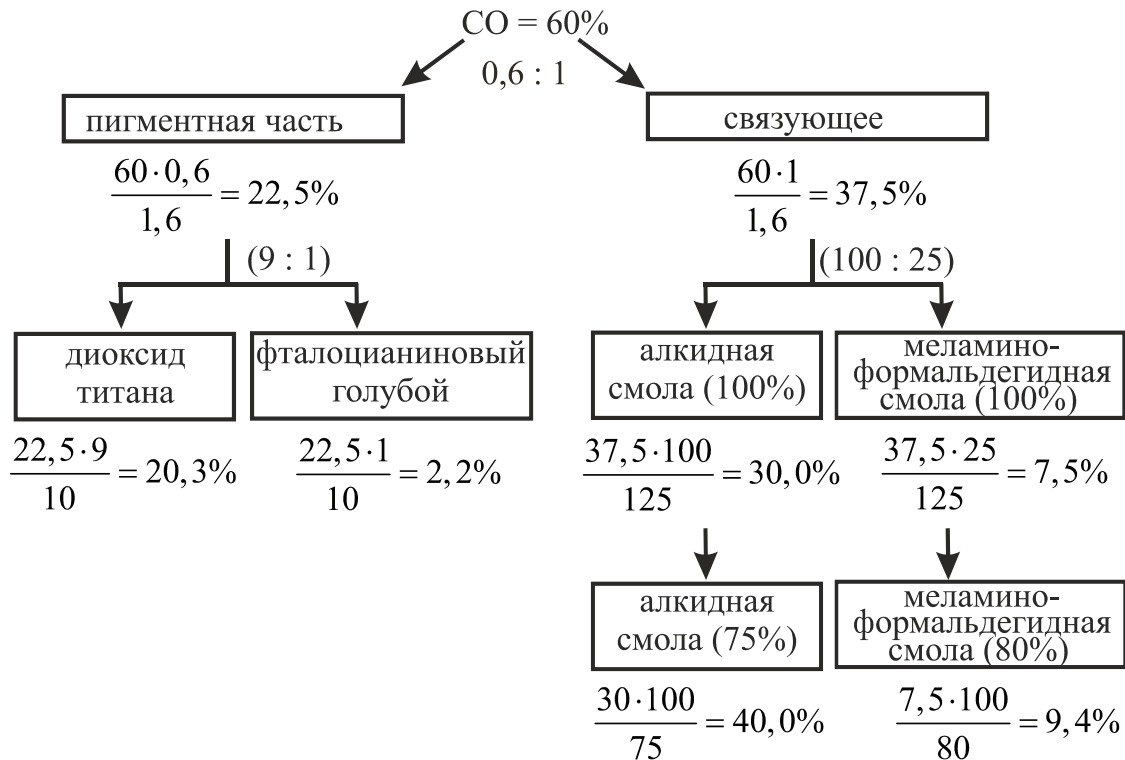 СО = 60%
0,6 : 1
пигментная часть
связующее
60·0,6/1,6 = 22,5%
60·1/1,6 = 37,5%
(9 : 1)
(100 : 25)
диоксид
титана
фталоцианиновый
голубой
алкидная
смола (100%)
меламино-
формальдегидная
смола (100%)
22,5·9/10 = 20,3%
22,5·1/10 = 2,2%
37,5·100/125 = 30,0%
37,5·25/125 = 7,5%
алкидная
смола (75%)
меламино-
формальдегидная
смола (80%)
30·100/75 = 40,0%
7,5·100/80 = 9,4%